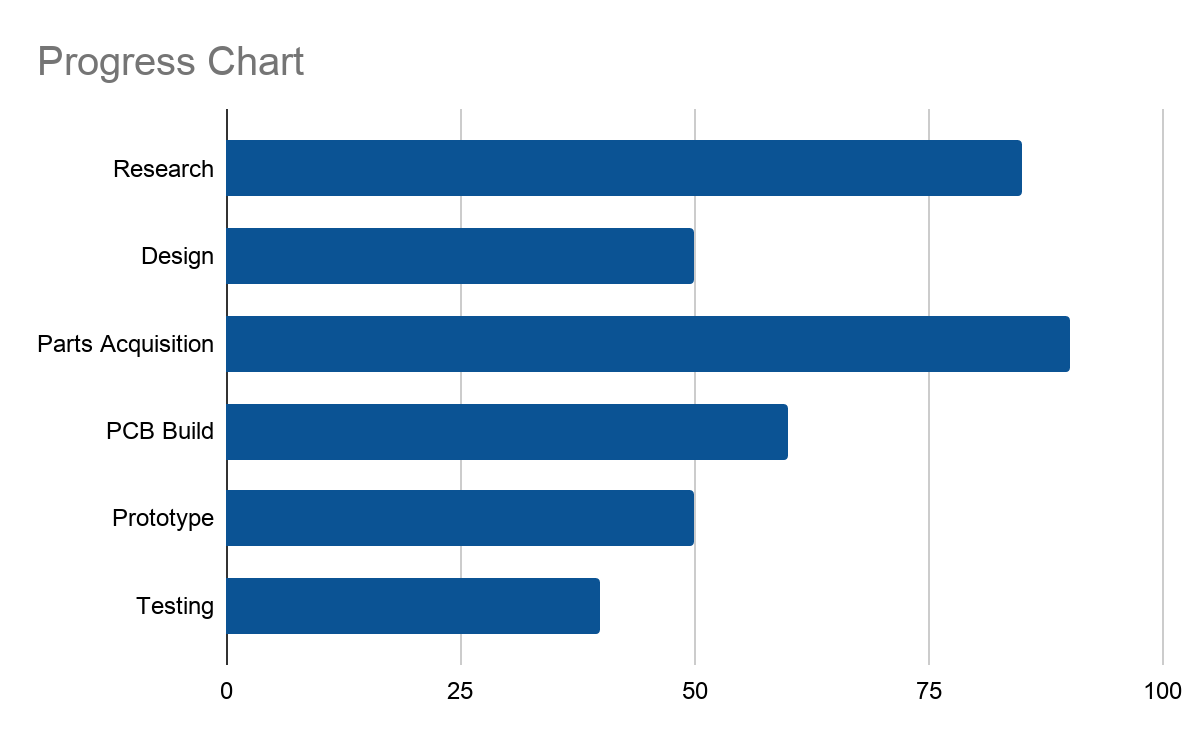 Progress Chart
Research
Design
Parts Acquisition
PCB Build
Prototype
Testing
0 25 50 75 100